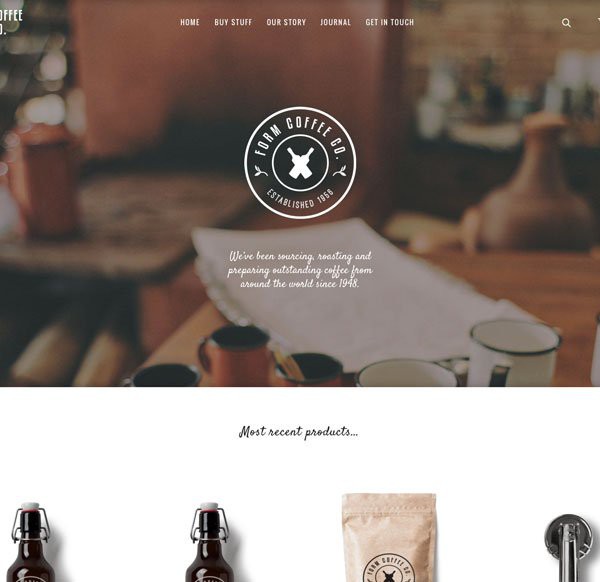 OFFEE
O.
HOME BUY STUFF OUR STORY JOURNAL GET IN TOUCH
FORM COFFEE CO.
ESTABLISHED 1956
We've been sourcing, roasting and
preparing outstanding coffee from
around the world since 1948.
Most recent products...
FORM COFFEE CO.